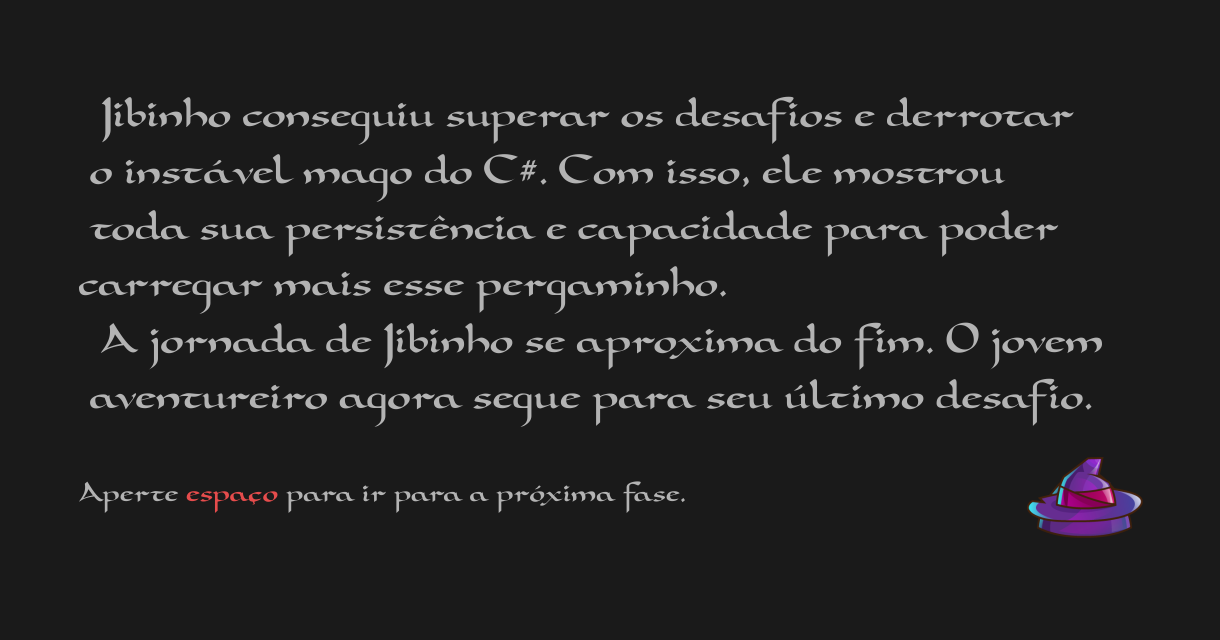 Jibinho conseguiu superar os desafios e derrotar
o instável mago do C#. Com isso, ele mostrou
toda sua persistência e capacidade para poder
carregar mais esse pergaminho.
A jornada de Jibinho se aproxima do fim. O jovem
aventureiro agora segue para seu último desafio.
Aperte espaço para ir para a próxima fase.